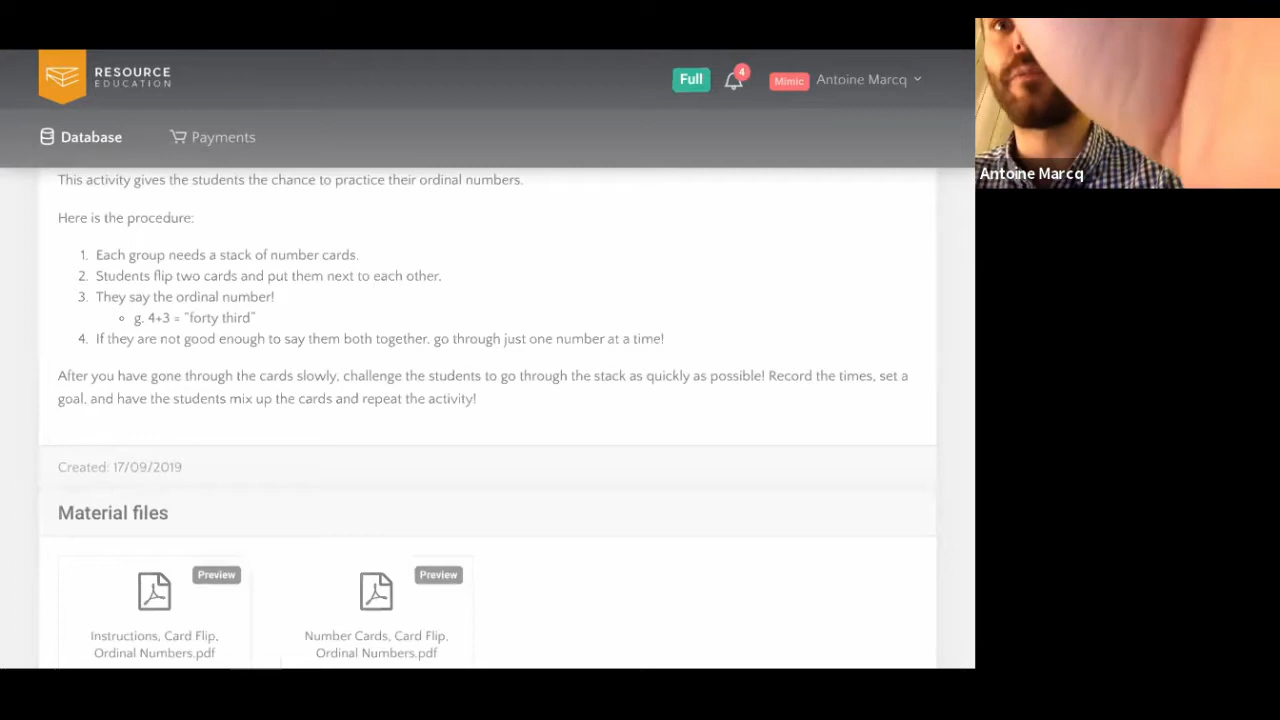 RESOURCE
EDUCATION
Full
4
Mimic
Antoine Marcq
Database
Payments
This activity gives the students the chance to practice their ordinal numbers.
Here is the procedure:
1. Each group needs a stack of number cards.
2. Students flip two cards and put them next to each other.
3. They say the ordinal number!
g. 4+3 = “forty third”
4. If they are not good enough to say them both together, go through just one number at a time!
After you have gone through the cards slowly, challenge the students to go through the stack as quickly as possible! Record the times, set a
goal, and have the students mix up the cards and repeat the activity!
Created: 17/09/2019
Material files
Preview
Instructions, Card Flip,
Ordinal Numbers.pdf
Preview
Number Cards, Card Flip,
Ordinal Numbers.pdf
Antoine Marcq